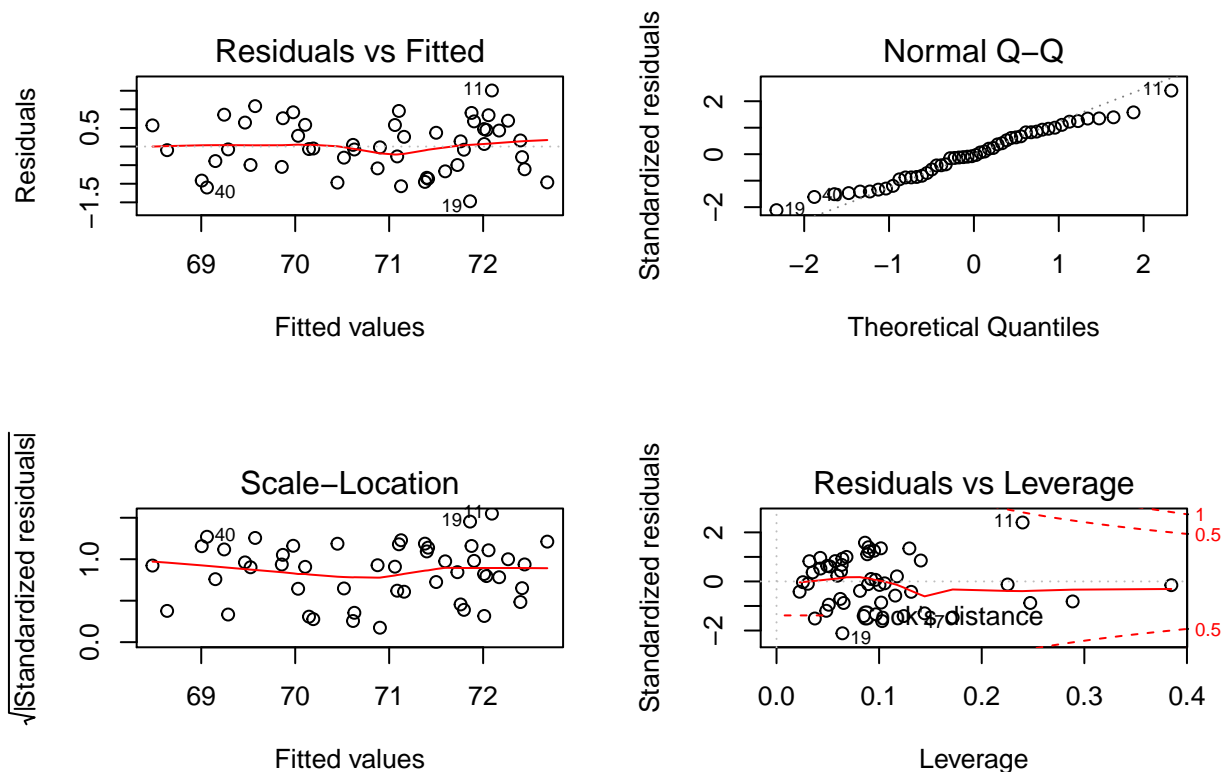 Residuals vs Fitted
Residuals
0.5
−1.5
11
40
19
69 70 71 72
Fitted values
Normal Q−Q
Standardized residuals
2
0
−2
11
19
40
−2 −1 0 1 2
Theoretical Quantiles
Scale−Location
√|Standardized residuals|
1.0
0.0
11
19
40
69 70 71 72
Fitted values
Residuals vs Leverage
Standardized residuals
2
0
−2
11
1
0.5
0.5
Cook's distance
47
19
0.0 0.1 0.2 0.3 0.4
Leverage